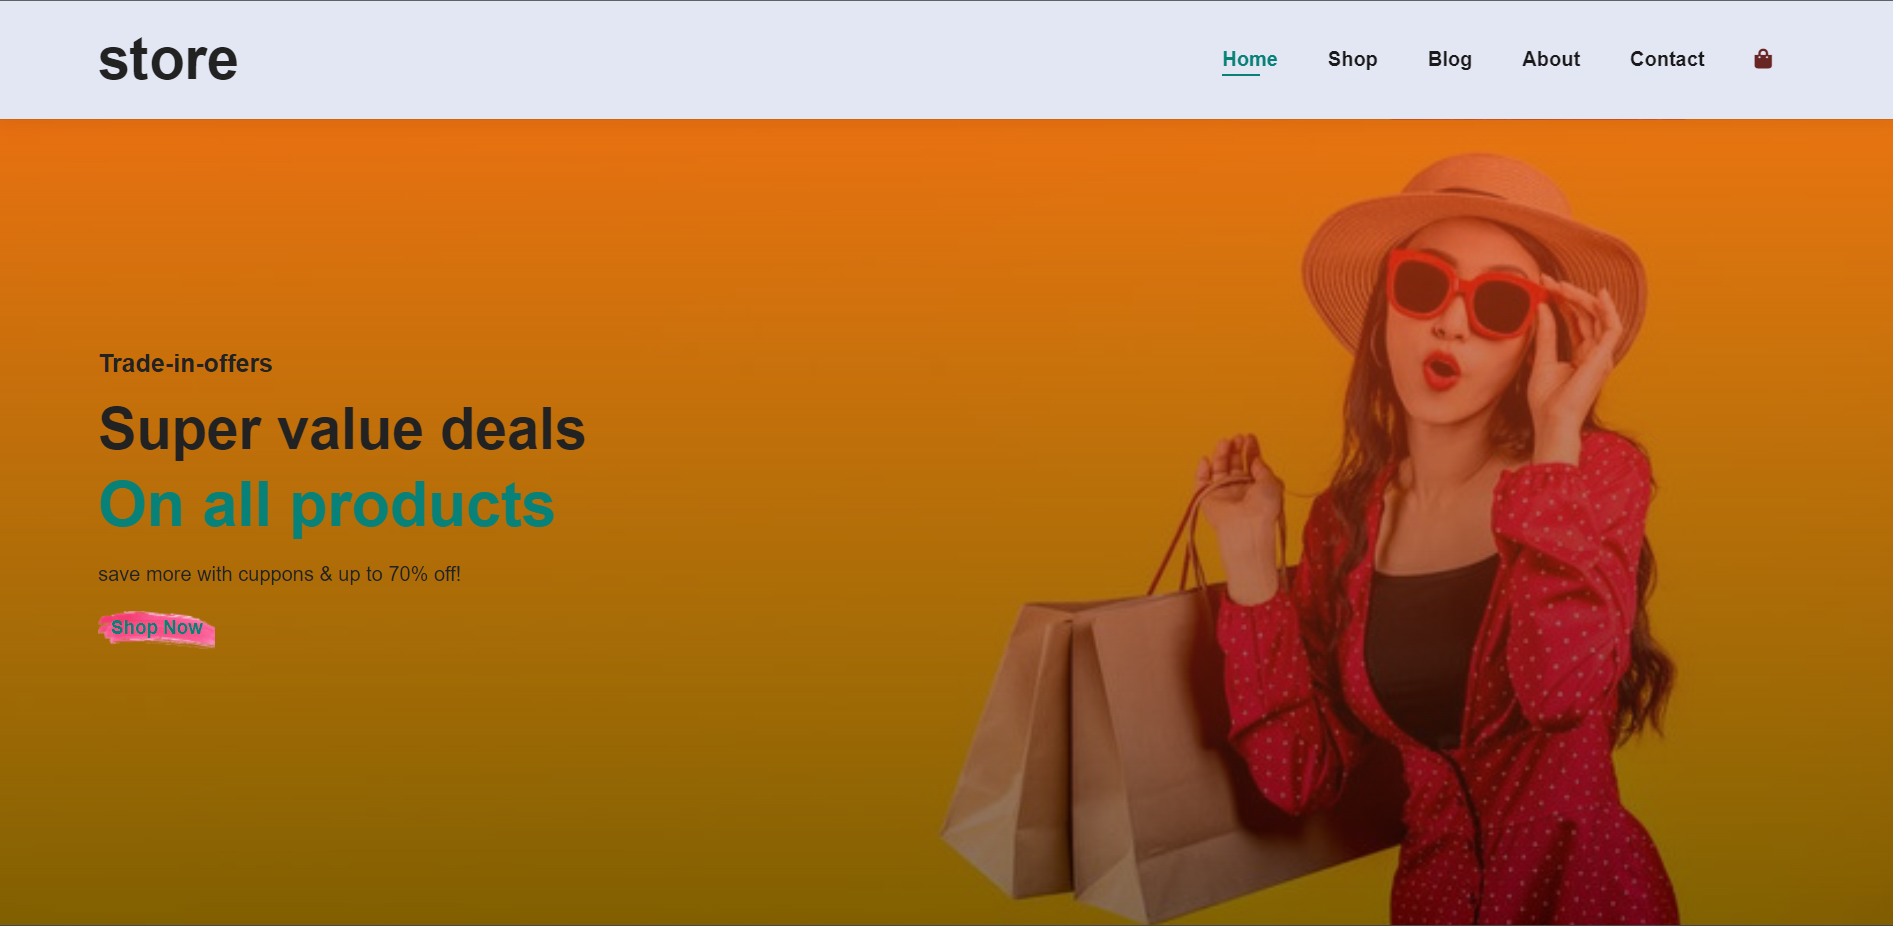 store
Home
Shop
Blog
About
Contact
Trade-in-offers
Super value deals
On all products
save more with cuppons & up to 70% off!
Shop Now